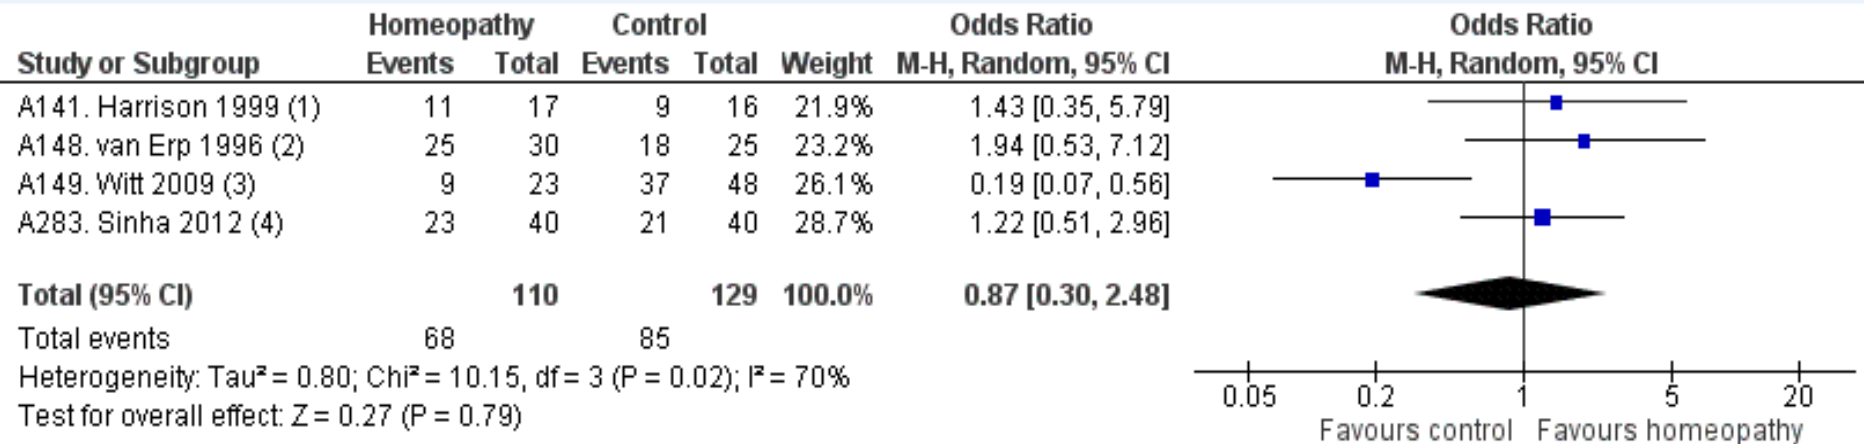 Homeopathy Control Odds Ratio Odds Ratio
Study or Subgroup Events Total Events Total Weight M-H, Random, 95% CI M-H, Random, 95% CI
A141. Harrison 1999 (1) 11 17 9 16 21.9% 1.43 [0.35, 5.79]
A148. van Erp 1996 (2) 25 30 18 25 23.2% 1.94 [0.53, 7.12]
A149. Witt 2009 (3) 9 23 37 48 26.1% 0.19 [0.07, 0.56]
A283. Sinha 2012 (4) 23 40 21 40 28.7% 1.22 [0.51, 2.96]
Total (95% CI) 110 129 100.0% 0.87 [0.30, 2.48]
Total events 68 85
Heterogeneity: Tau² = 0.80; Chi² = 10.15, df = 3 (P = 0.02); I² = 70%
Test for overall effect: Z = 0.27 (P = 0.79)
0.05 0.2 1 5 20
Favours control Favours homeopathy